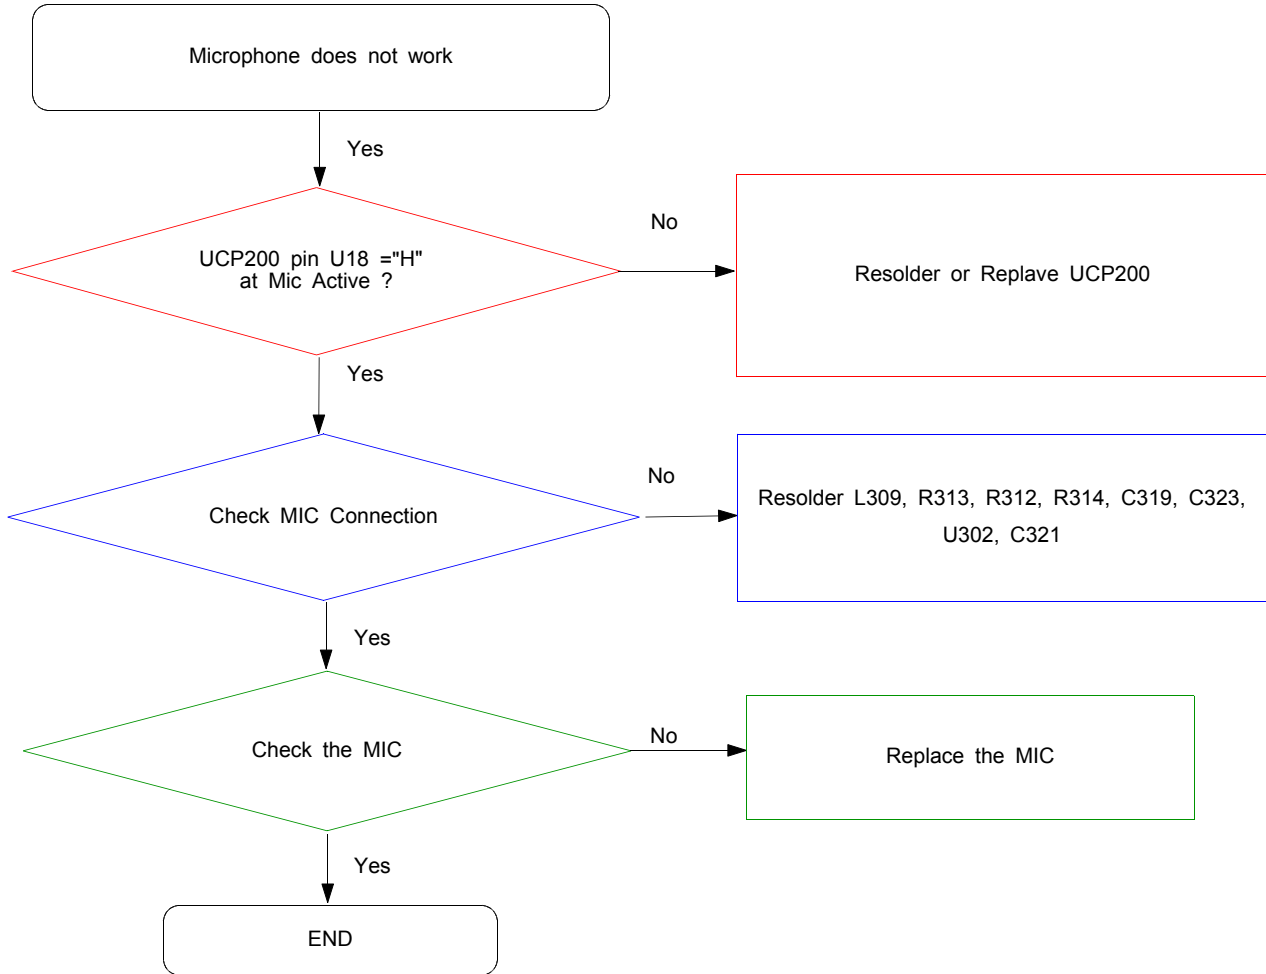 Microphone does not work
Yes
UCP200 pin U18 ="H"
at Mic Active ?
No
Resolder or Replave UCP200
Yes
Check MIC Connection
No
Resolder L309, R313, R312, R314, C319, C323,
U302, C321
Yes
Check the MIC
No
Replace the MIC
Yes
END